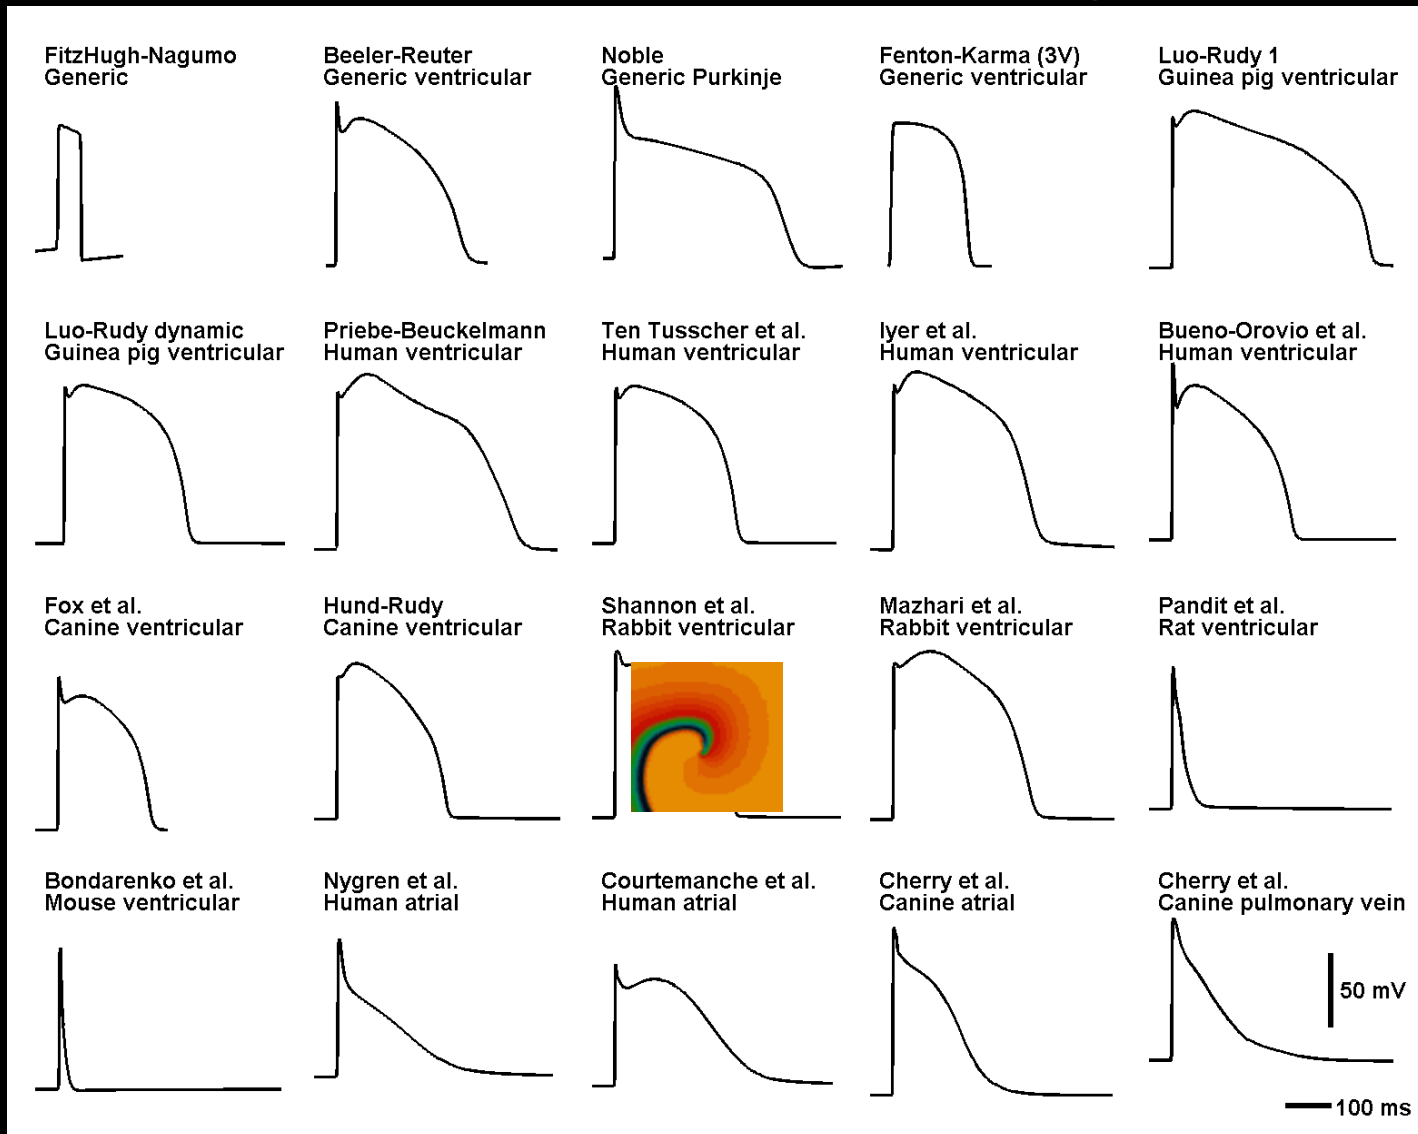 FitzHugh-Nagumo
Generic
Beeler-Reuter
Generic ventricular
Noble
Generic Purkinje
Fenton-Karma (3V)
Generic ventricular
Luo-Rudy 1
Guinea pig ventricular
Luo-Rudy dynamic
Guinea pig ventricular
Priebe-Beuckelmann
Human ventricular
Ten Tusscher et al.
Human ventricular
Iyer et al.
Human ventricular
Bueno-Orovio et al.
Human ventricular
Fox et al.
Canine ventricular
Hund-Rudy
Canine ventricular
Shannon et al.
Rabbit ventricular
Mazhari et al.
Rabbit ventricular
Pandit et al.
Rat ventricular
Bondarenko et al.
Mouse ventricular
Nygren et al.
Human atrial
Courtemanche et al.
Human atrial
Cherry et al.
Canine atrial
Cherry et al.
Canine pulmonary vein
50 mV
100 ms